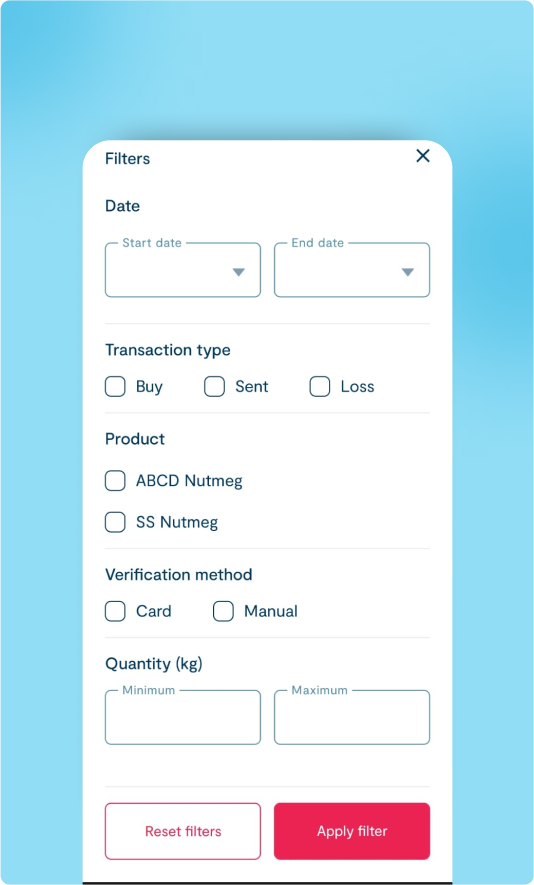 Filters
Date
Start date End date
Transaction type
Buy Sent Loss
Product
ABCD Nutmeg
SS Nutmeg
Verification method
Card Manual
Quantity (kg)
Minimum Maximum
Reset filters Apply filter